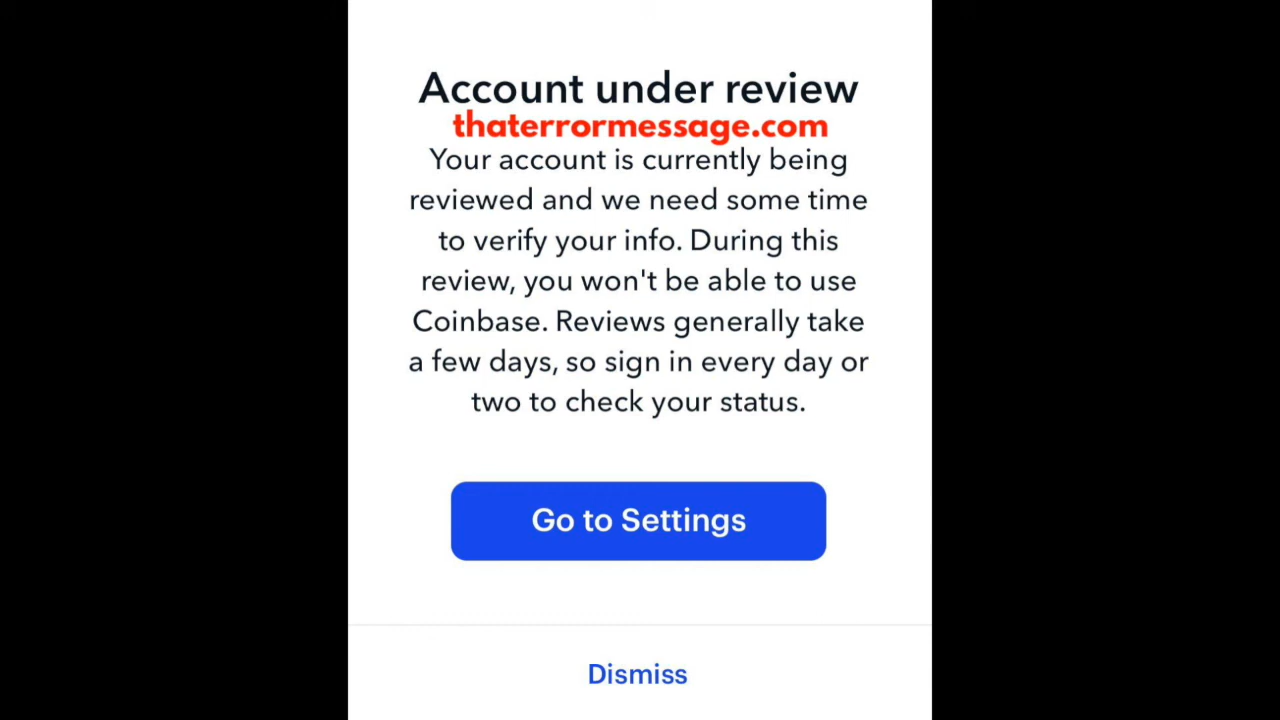 Account under review
thaterrormessage.com
Your account is currently being
reviewed and we need some time
to verify your info. During this
review, you won't be able to use
Coinbase. Reviews generally take
a few days, so sign in every day or
two to check your status.
Go to Settings
Dismiss